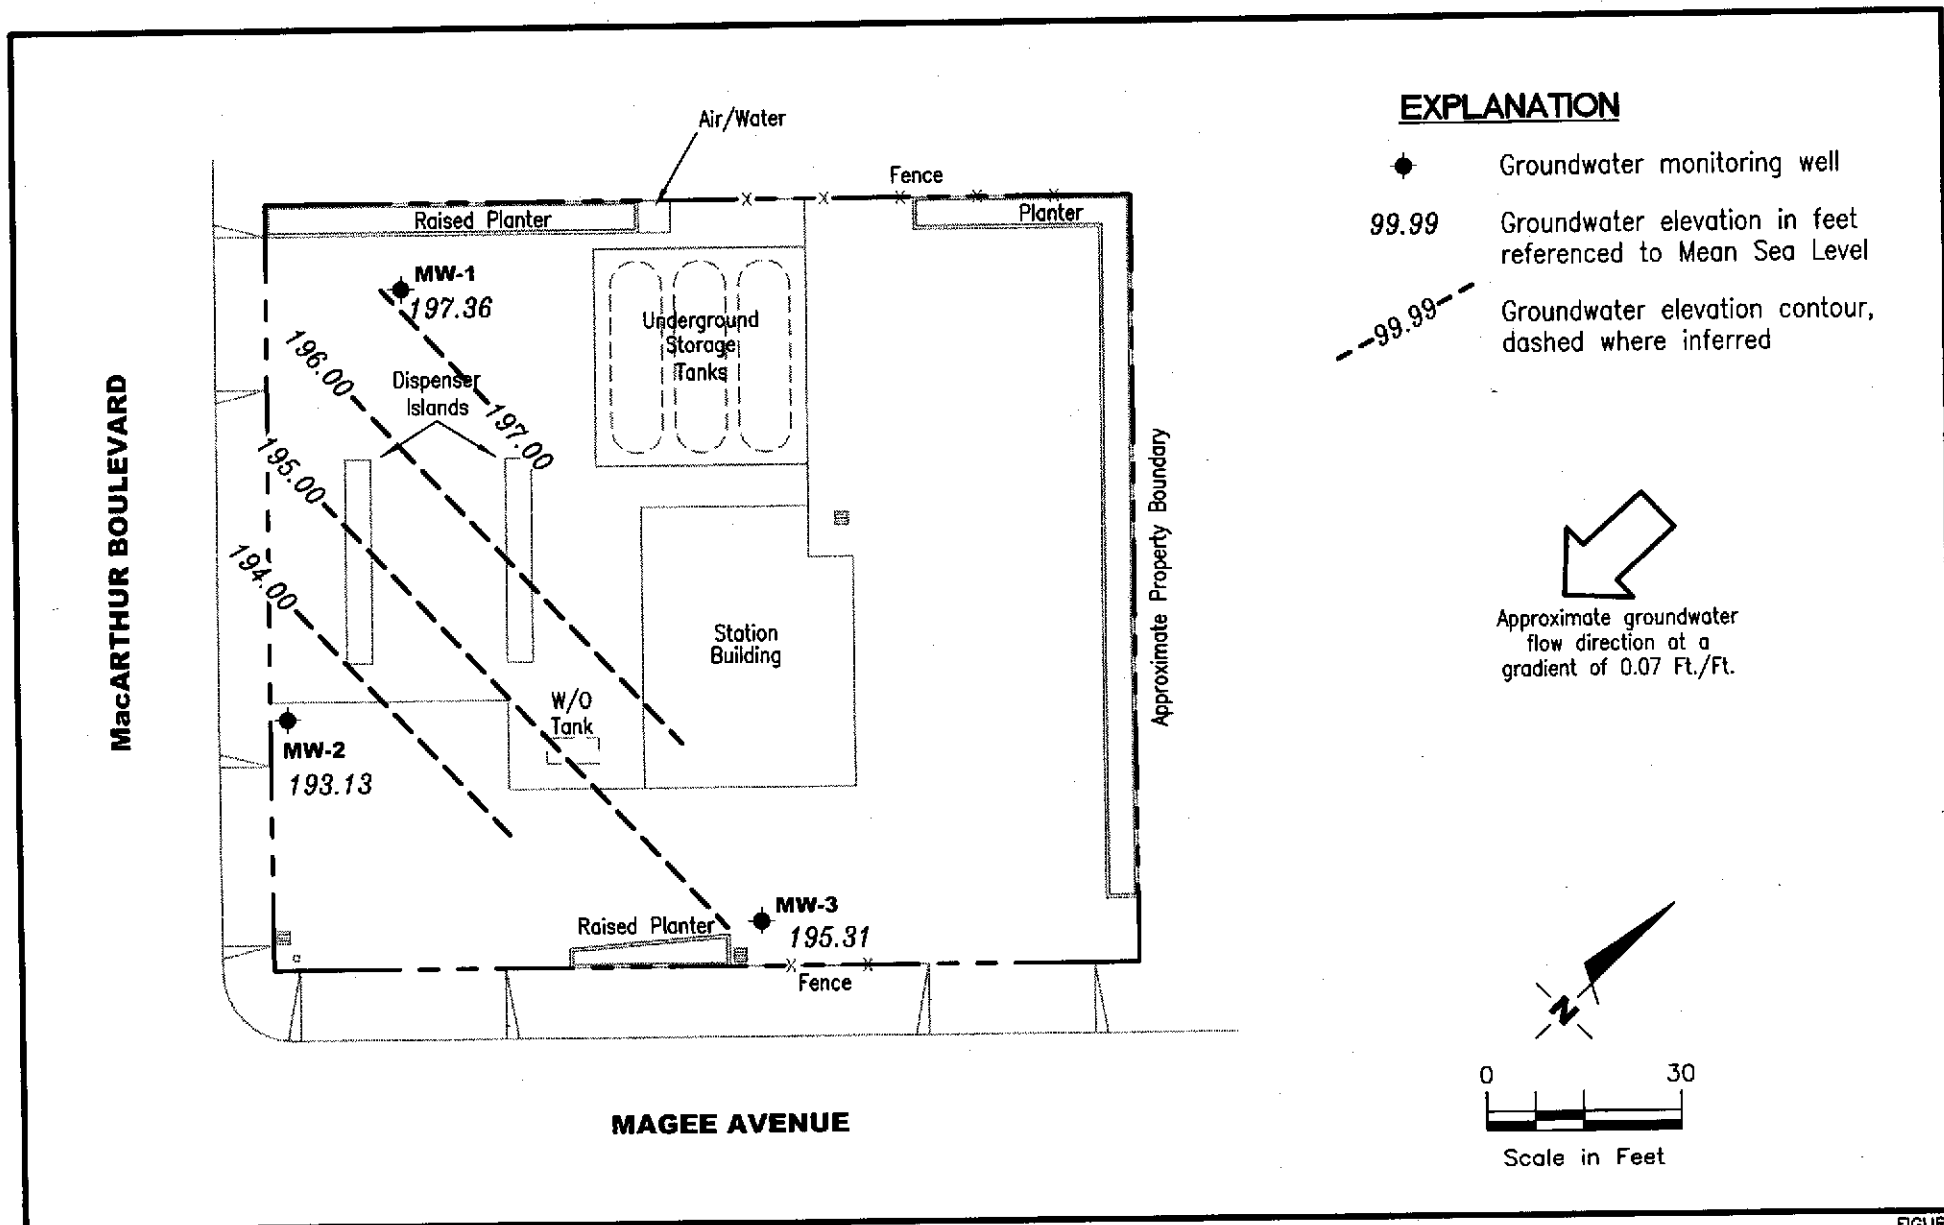 EXPLANATION
Groundwater monitoring well
99.99
Groundwater elevation in feet
referenced to Mean Sea Level
99.99
Groundwater elevation contour,
dashed where inferred
Air/Water
Fence
Raised Planter
Planter
MW-1
197.36
Underground
Storage
Tanks
196.00
Dispenser
Islands
197.00
195.00
194.00
MacARTHUR BOULEVARD
Approximate Property Boundary
Station
Building
W/O
Tank
MW-2
193.13
MW-3
195.31
Raised Planter
Fence
MAGEE AVENUE
Approximate groundwater
flow direction at a
gradient of 0.07 Ft./Ft.
N
0 30
Scale in Feet